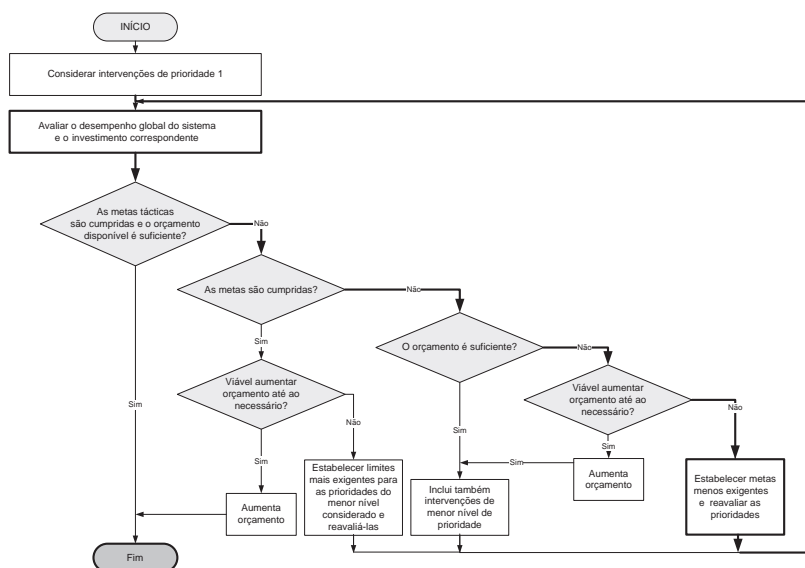 INÍCIO
Considerar intervenções de prioridade 1
Avaliar o desempenho global do sistema
e o investimento correspondente
As metas tácticas
são cumpridas e o orçamento
disponível é suficiente?
Não
As metas são cumpridas?
Não
Sim
O orçamento é suficiente?
Não
Viável aumentar
orçamento até ao
necessário?
Viável aumentar
orçamento até ao
necessário?
Sim
Não
Sim
Não
Sim
Sim
Sim
Aumenta
orçamento
Estabelecer limites
mais exigentes para
as prioridades do
menor nível
considerado e
reavaliá-las
Inclui também
intervenções de
menor nível de
prioridade
Aumenta
orçamento
Estabelecer metas
menos exigentes
e reavaliar as
prioridades
Fim